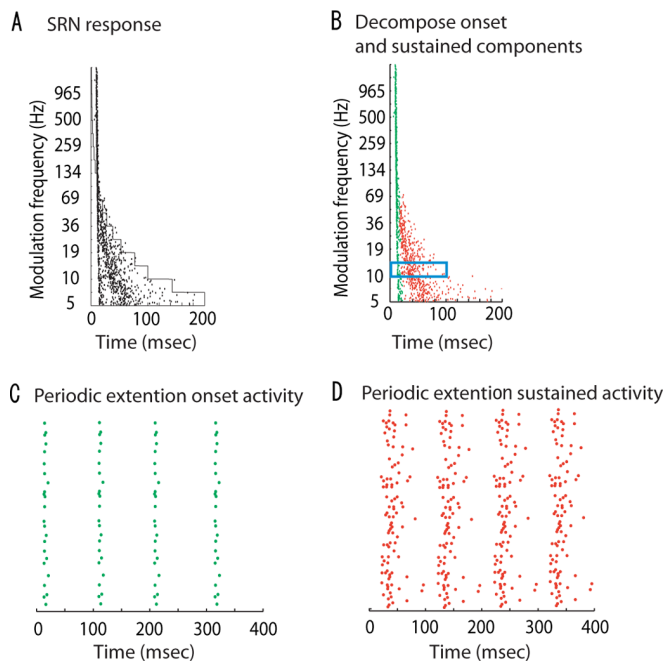 A SRN response
B Decompose onset
and sustained components
Modulation frequency (Hz)
965
500
259
134
69
36
19
10
5
0 100 200
Time (msec)
Modulation frequency (Hz)
965
500
259
134
69
36
19
10
5
0 100 200
Time (msec)
C Periodic extention onset activity
0 100 200 300 400
Time (msec)
D Periodic extention sustained activity
0 100 200 300 400
Time (msec)